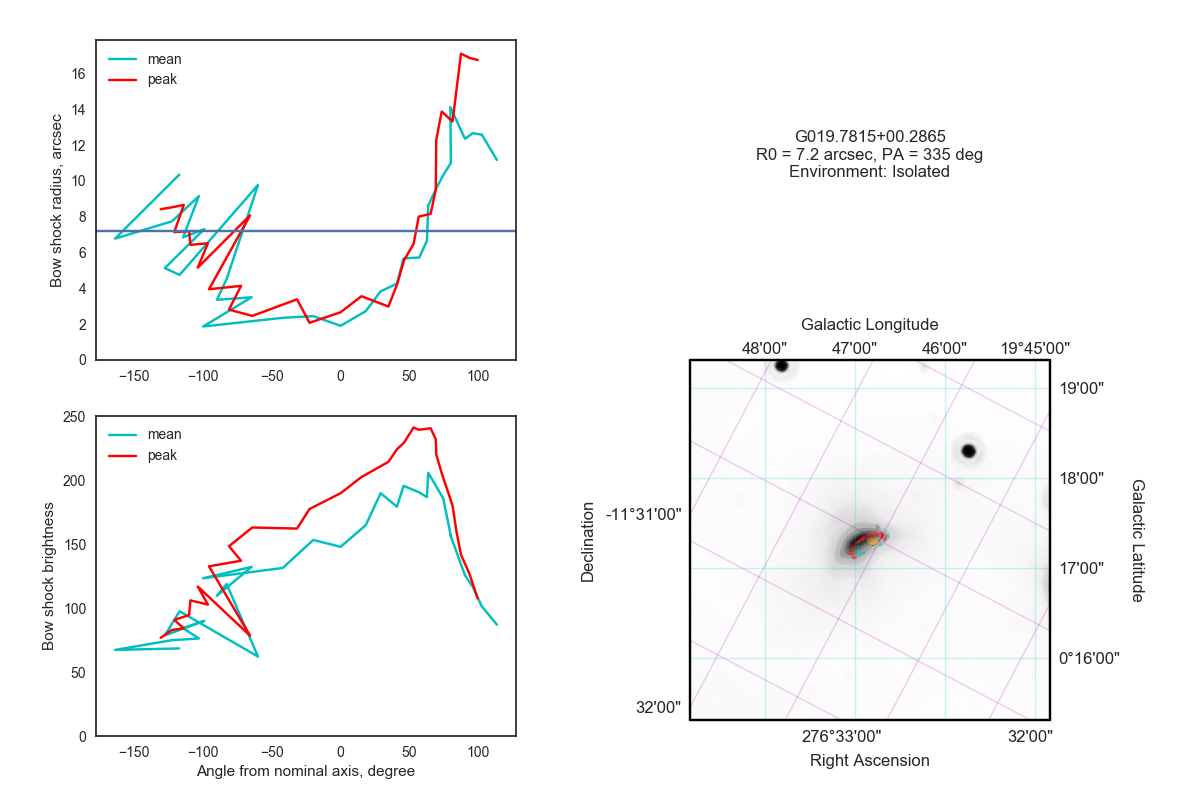 mean
peak
16
14
12
10
8
6
4
2
0
Bow shock radius, arcsec
−150
−100
−50
0
50
100
mean
peak
250
200
150
100
50
0
Bow shock brightness
−150
−100
−50
0
50
100
Angle from nominal axis, degree
G019.7815+00.2865
R0 = 7.2 arcsec, PA = 335 deg
Environment: Isolated
Galactic Longitude
48'00"
47'00"
46'00"
19°45'00"
19'00"
18'00"
17'00"
0°16'00"
Galactic Latitude
-11°31'00"
32'00"
Declination
276°33'00"
32'00"
Right Ascension